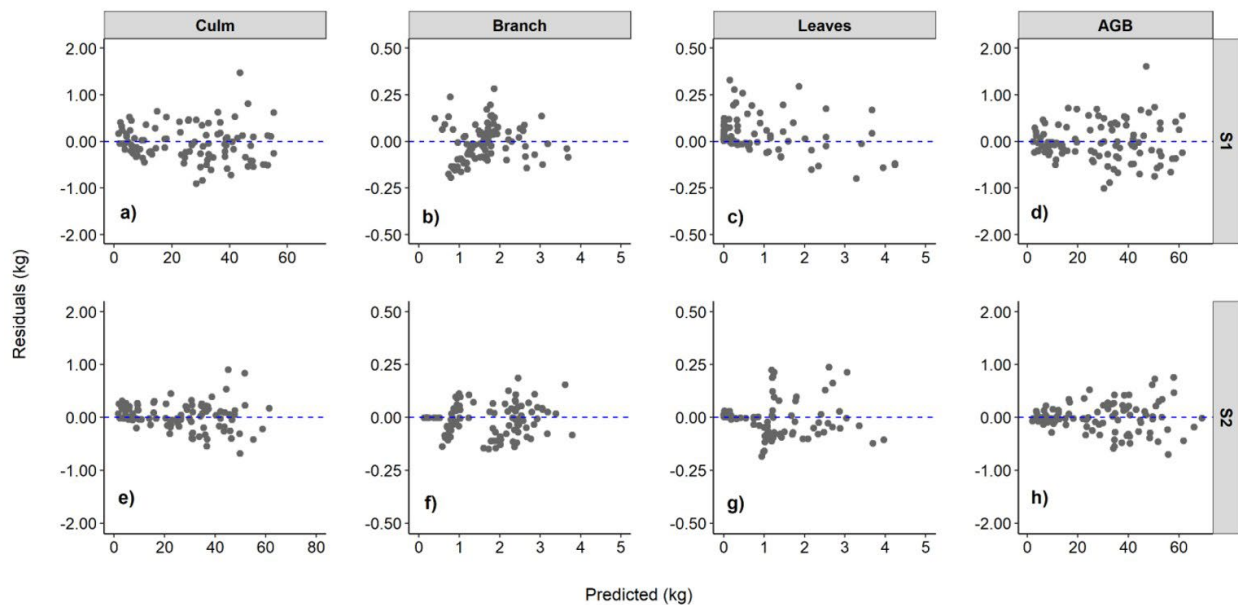 Culm Branch Leaves AGB
2.00 0.50 0.50 2.00
1.00 0.25 0.25 1.00
0.00 0.00 0.00 0.00
-1.00 -0.25 -0.25 -1.00
a) b) c) d)
-2.00 -0.50 -0.50 -2.00
0 20 40 60 0 1 2 3 4 5 0 1 2 3 4 5 0 20 40 60
S1
Residuals (kg)
2.00 0.50 0.50 2.00
1.00 0.25 0.25 1.00
0.00 0.00 0.00 0.00
-1.00 -0.25 -0.25 -1.00
e) f) g) h)
-2.00 -0.50 -0.50 -2.00
0 20 40 60 80 0 1 2 3 4 5 0 1 2 3 4 5 0 20 40 60
S2
Predicted (kg)